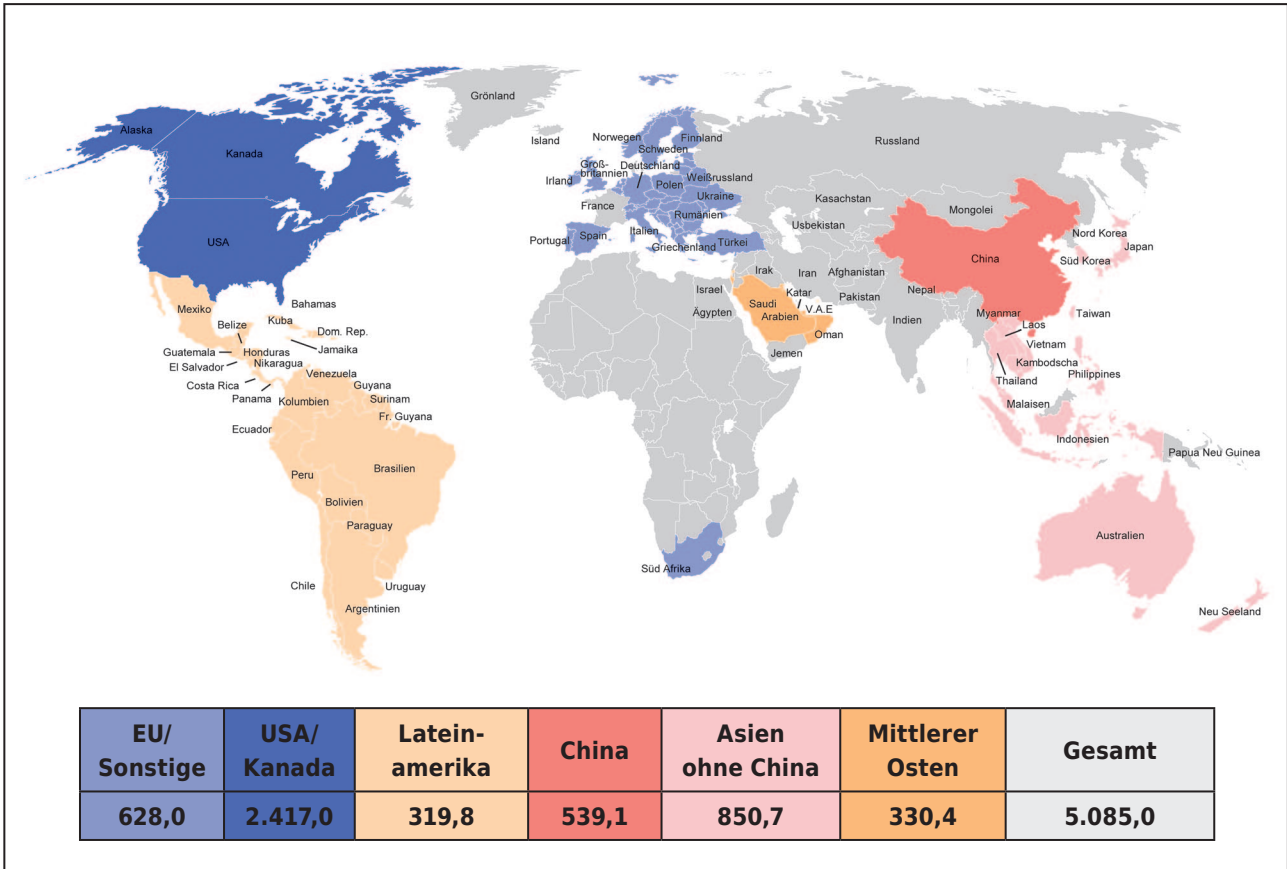 Grönland
Alaska
Island
Kanada
Norwegen
Finnland
Schweden
Russland
Groß-
britannien
Deutschland
Irland
Polen
Weißrussland
Ukraine
France
Rumänien
Kasachstan
Mongolei
USA
Usbekistan
Nord Korea
Portugal
Spain
Italien
Griechenland
Türkei
China
Süd Korea
Japan
Irak
Iran
Afghanistan
Israel
Katar
Pakistan
Nepal
Mexiko
Bahamas
Ägypten
Saudi
Arabien
V.A.E
Indien
Myanmar
Taiwan
Kuba
Belize
Dom. Rep.
Oman
Laos
Guatemala
Honduras
Jamaika
Jemen
Vietnam
El Salvador
Nikaragua
Kambodscha
Costa Rica
Venezuela
Philippines
Panama
Guyana
Thailand
Kolumbien
Surinam
Malaisen
Fr. Guyana
Ecuador
Indonesien
Papua Neu Guinea
Brasilien
Peru
Bolivien
Paraguay
Australien
Süd Afrika
Chile
Uruguay
Argentinien
Neu Seeland
EU/
Sonstige
USA/
Kanada
Latein-
amerika
China
Asien
ohne China
Mittlerer
Osten
Gesamt
628,0
2.417,0
319,8
539,1
850,7
330,4
5.085,0